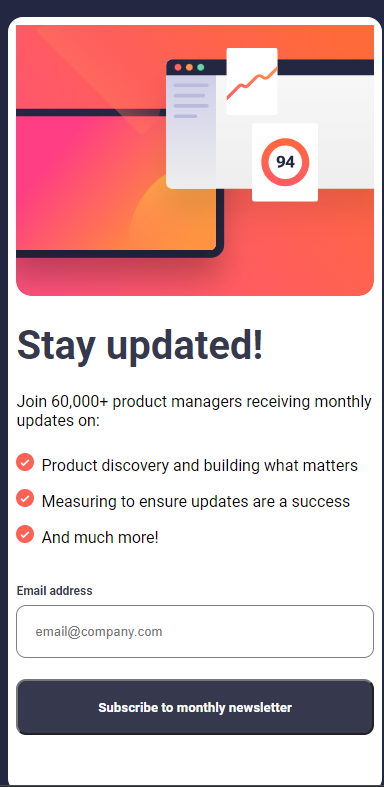 94
Stay updated!
Join 60,000+ product managers receiving monthly
updates on:
Product discovery and building what matters
Measuring to ensure updates are a success
And much more!
Email address
email@company.com
Subscribe to monthly newsletter